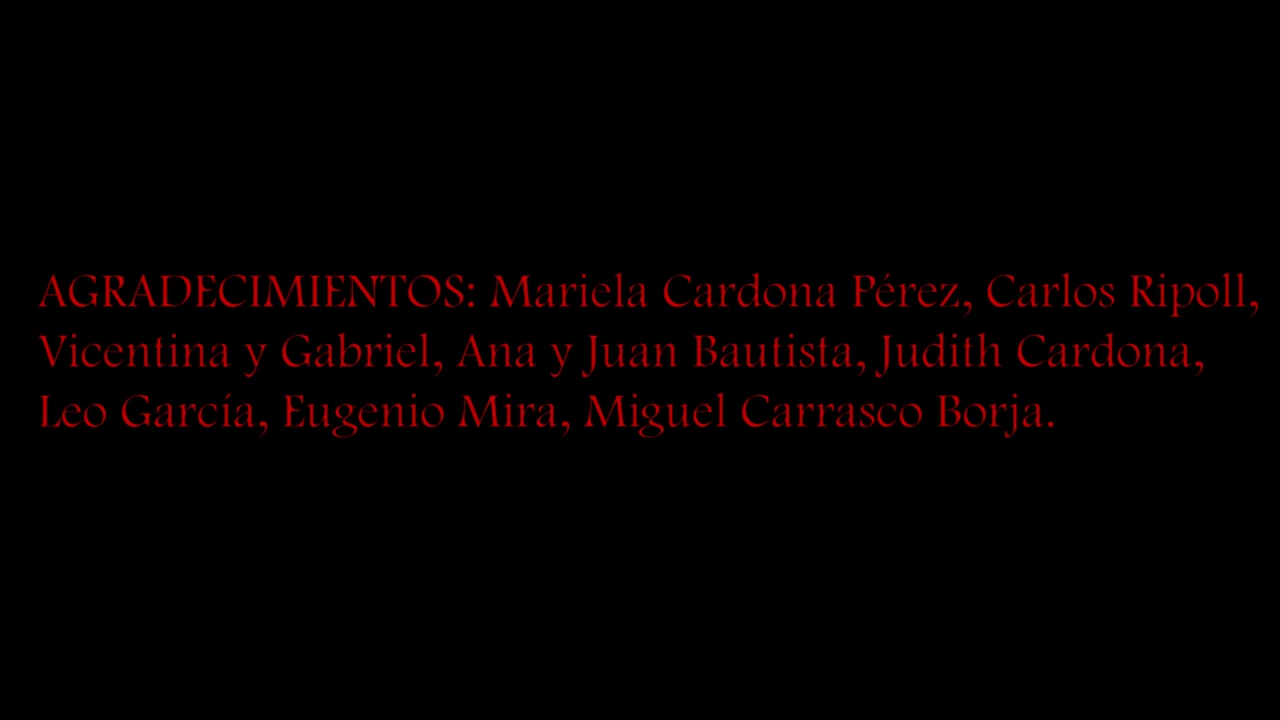 AGRADECIMIENTOS: Mariela Cardona Pérez, Carlos Ripoll,
Vicentina y Gabriel, Ana y Juan Bautista, Judith Cardona,
Leo García, Eugenio Mira, Miguel Carrasco Borja.